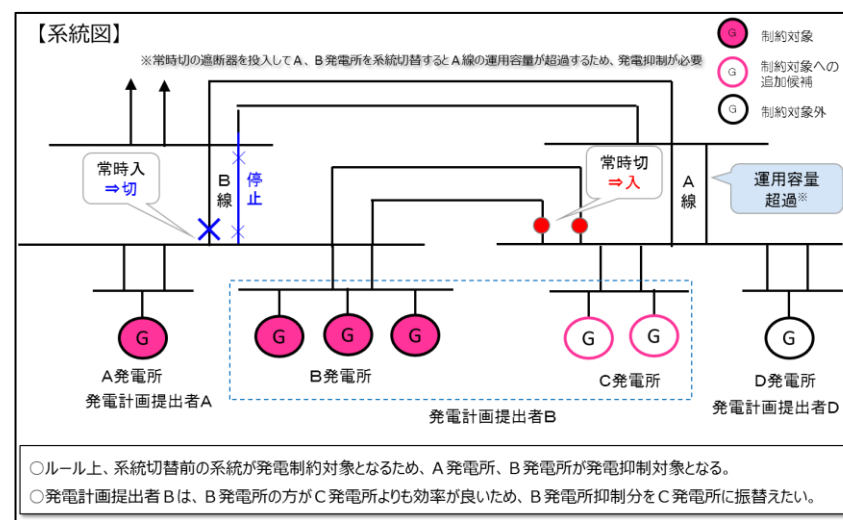 【系統図】
※常時切の遮断器を投入してＡ、Ｂ発電所を系統切替するとＡ線の運用容量が超過するため、発電抑制が必要
G 制約対象
G 制約対象への
追加候補
G 制約対象外
常時入
⇒切
B
線
停
止
常時切
⇒入
A
線
運用容量
超過※
G
G
G
G
G
G
G
A発電所
発電計画提出者A
B発電所
C発電所
発電計画提出者B
D発電所
発電計画提出者D
○ルール上、系統切替前の系統が発電制約対象となるため、Ａ発電所、Ｂ発電所が発電抑制対象となる。
○発電計画提出者Ｂは、Ｂ発電所の方がＣ発電所よりも効率が良いため、Ｂ発電所抑制分をＣ発電所に振替えたい。